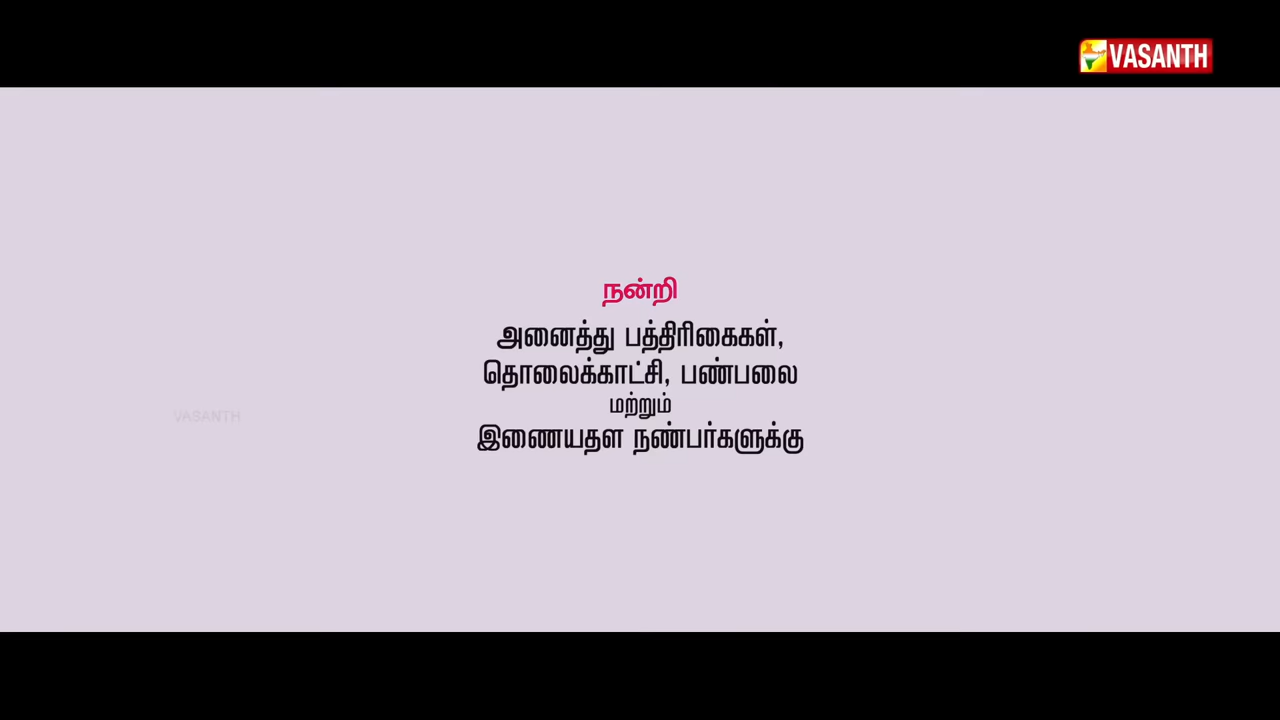 VASANTH
நன்றி
அனைத்து பத்திரிகைகள்,
தொலைக்காட்சி, பண்பலை
மற்றும்
VASANTH
இணையதள நண்பர்களுக்கு